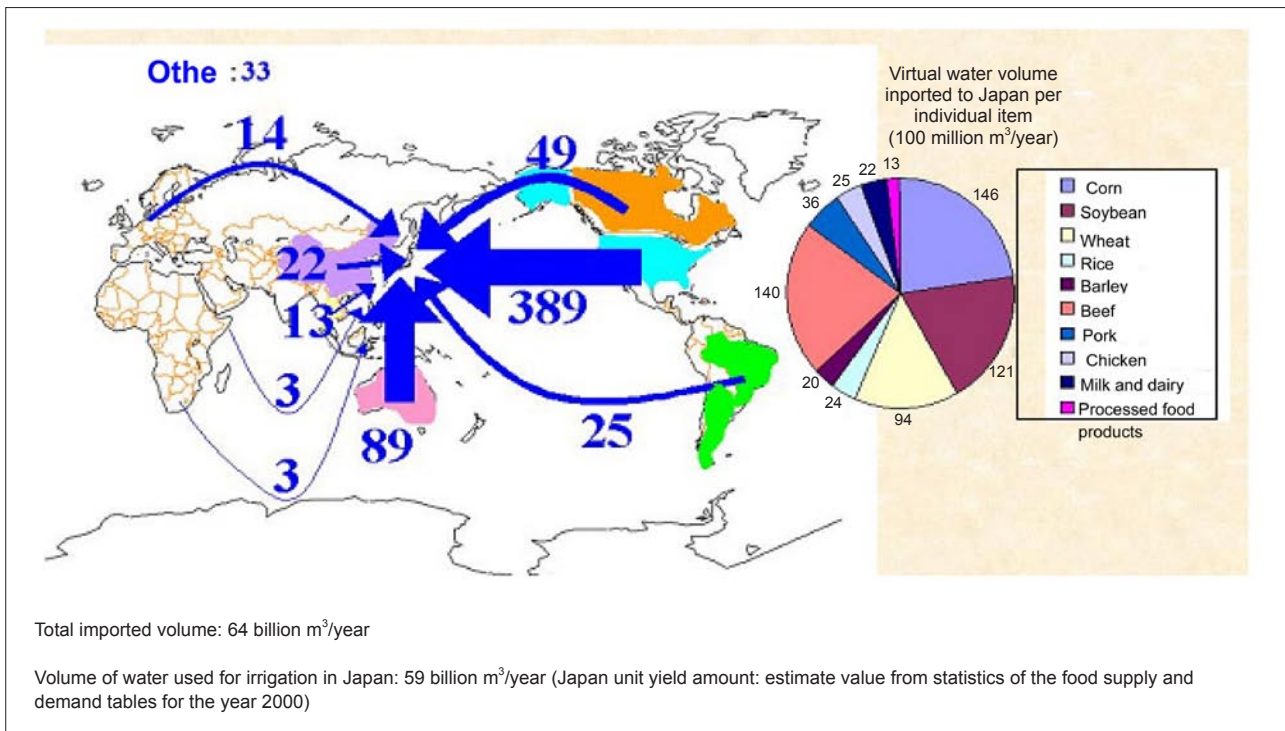 Othe : 33
14
49
22
13
389
3
3
89
25
Virtual water volume
inported to Japan per
individual item
(100 million m³/year)
146
121
94
24
20
140
36
25
22
13
Corn
Soybean
Wheat
Rice
Barley
Beef
Pork
Chicken
Milk and dairy
Processed food
products
Total imported volume: 64 billion m³/year
Volume of water used for irrigation in Japan: 59 billion m³/year (Japan unit yield amount: estimate value from statistics of the food supply and
demand tables for the year 2000)